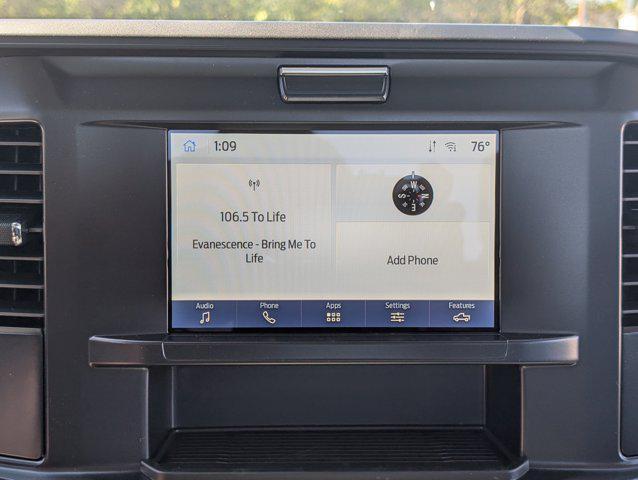 1:09
76°
106.5 To Life
Evanescence - Bring Me To
Life
W
S
N
E
Add Phone
Audio
Phone
Apps
Settings
Features